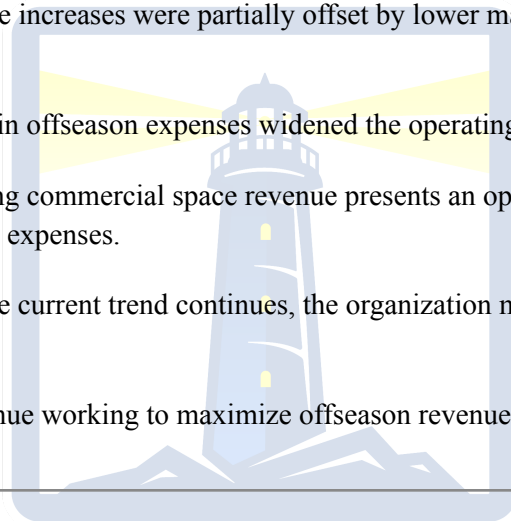 e increases were partially offset by lower ma
in offseason expenses widened the operating
ng commercial space revenue presents an op
expenses.
e current trend continues, the organization n
nue working to maximize offseason revenue